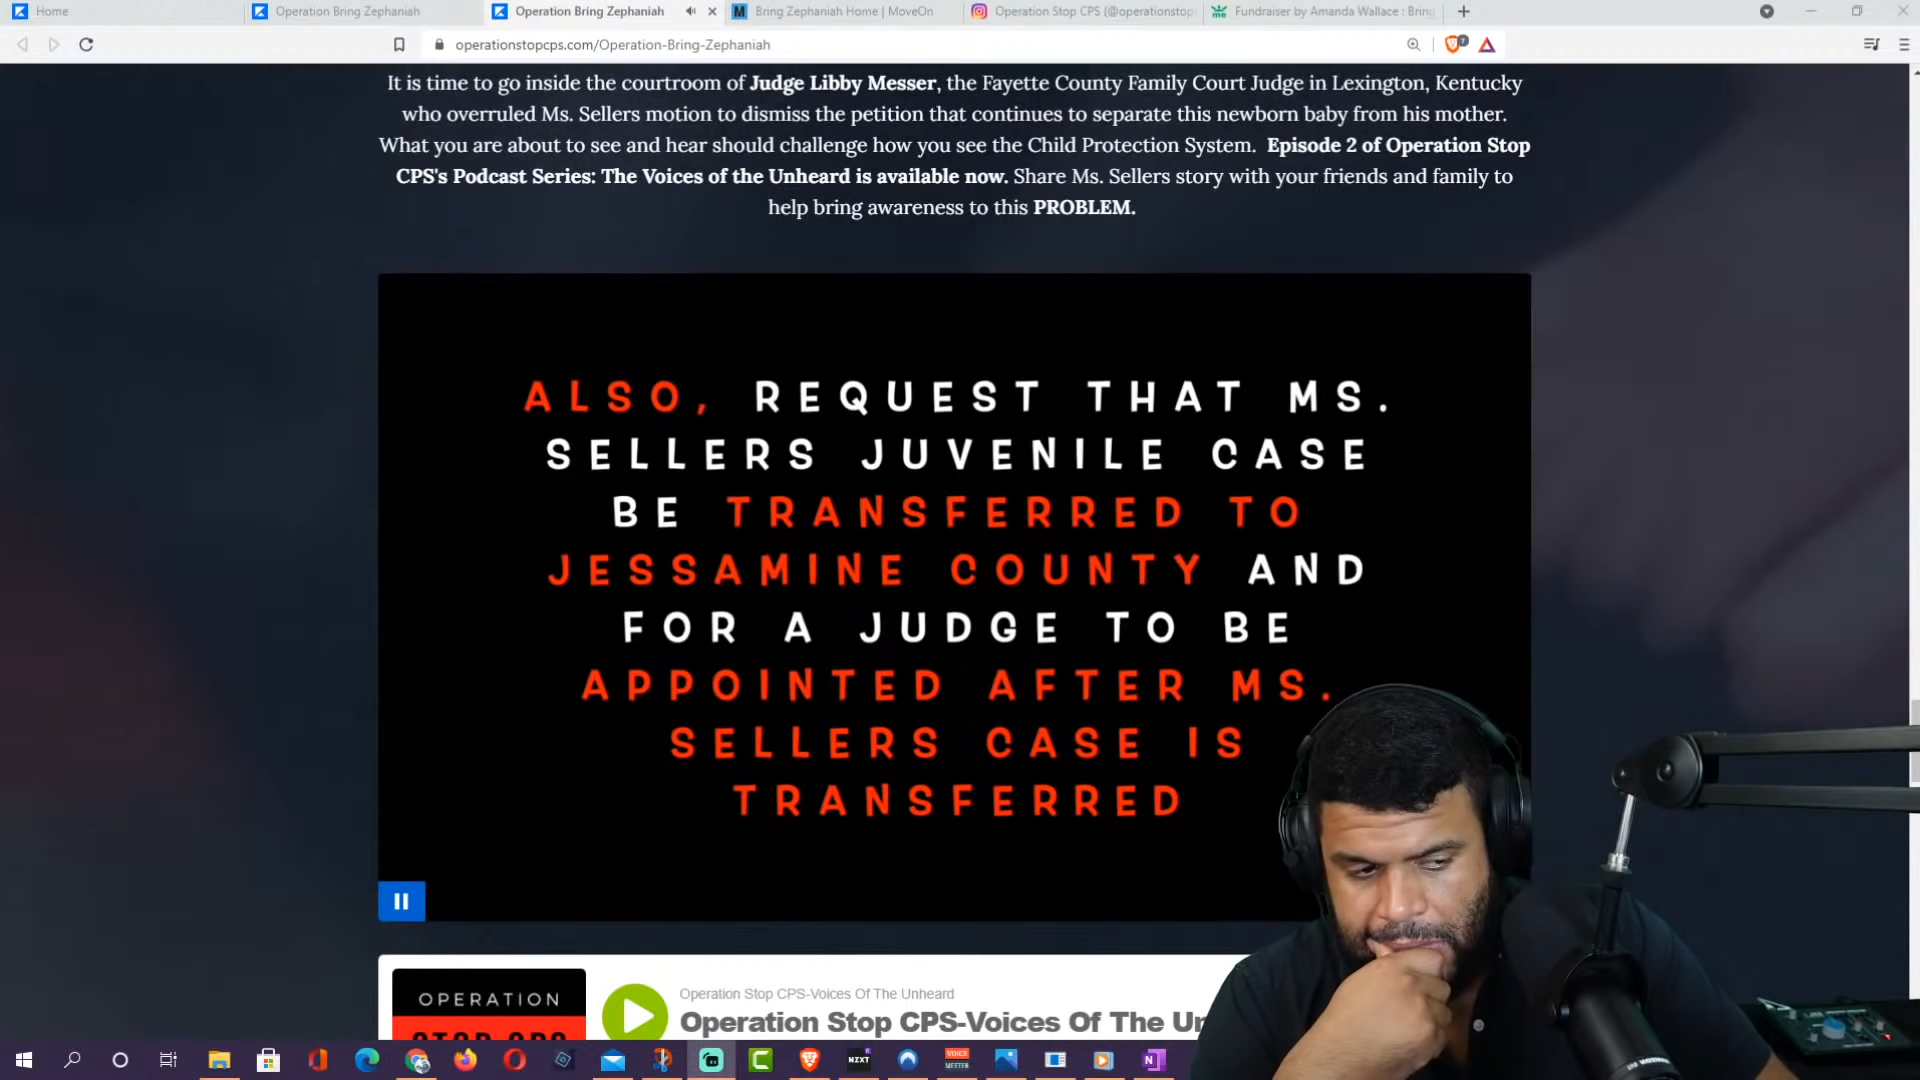 Home
Operation Bring Zephaniah
Operation Bring Zephaniah
Bring Zephaniah Home | MoveOn
Operation Stop CPS (@operationstop
Fundraiser by Amanda Wallace : Bring
operationstopcps.com/Operation-Bring-Zephaniah
7
It is time to go inside the courtroom of Judge Libby Messer, the Fayette County Family Court Judge in Lexington, Kentucky
who overruled Ms. Sellers motion to dismiss the petition that continues to separate this newborn baby from his mother.
What you are about to see and hear should challenge how you see the Child Protection System. Episode 2 of Operation Stop
CPS's Podcast Series: The Voices of the Unheard is available now. Share Ms. Sellers story with your friends and family to
help bring awareness to this PROBLEM.
ALSO, REQUEST THAT MS.
SELLERS JUVENILE CASE
BE TRANSFERRED TO
JESSAMINE COUNTY AND
FOR A JUDGE TO BE
APPOINTED AFTER MS.
SELLERS CASE IS
TRANSFERRED
OPERATION
STOP CPS
Operation Stop CPS-Voices Of The Unheard
Operation Stop CPS-Voices Of The Un
NZXT
VOICE
MEETER